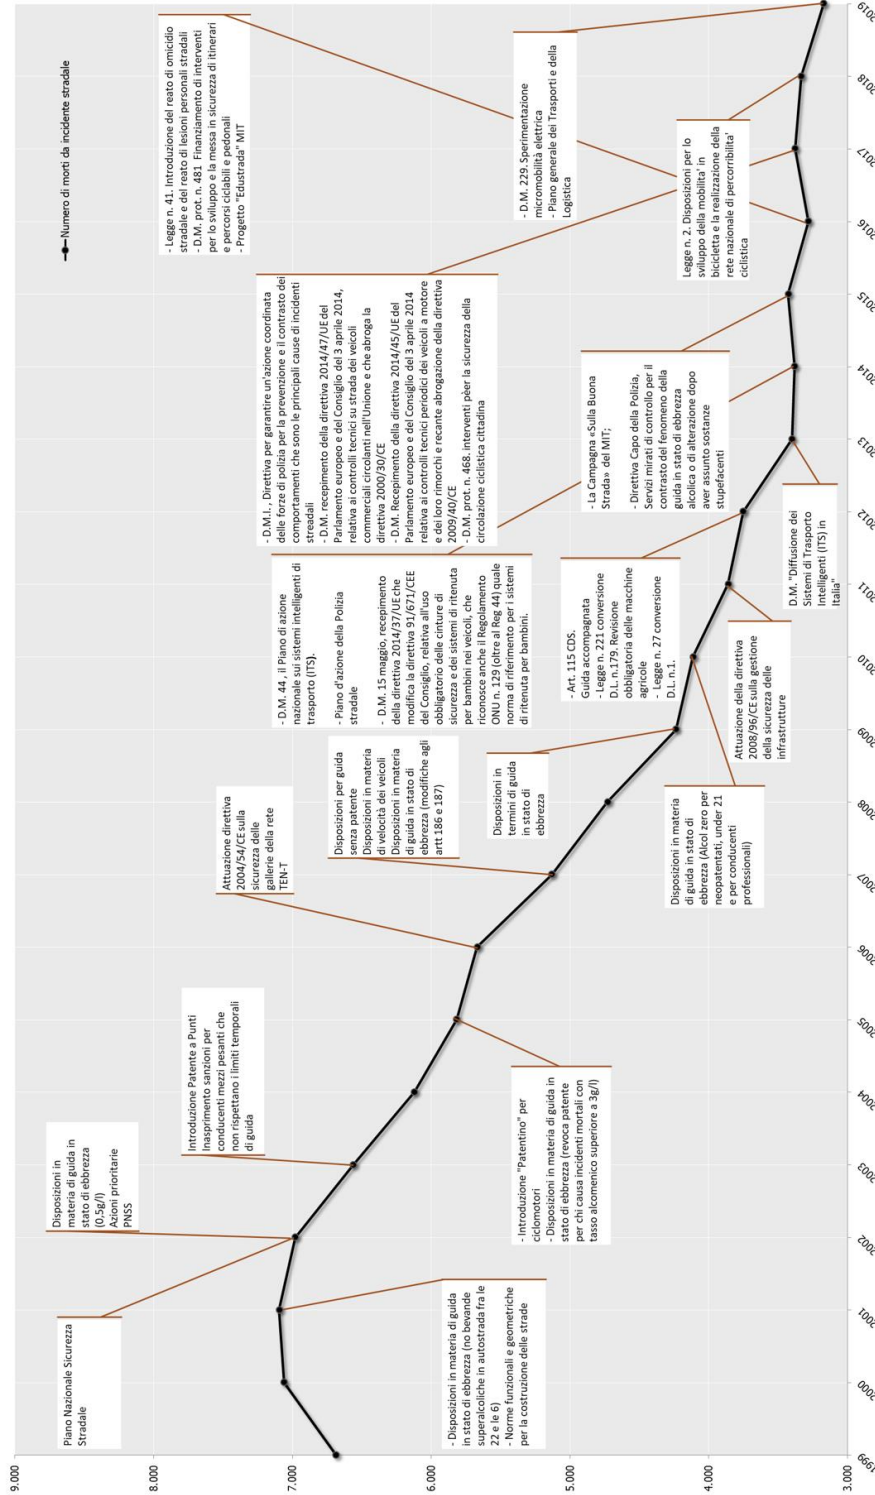 Numero di morti da incidente stradale
9.000
8.000
7.000
6.000
5.000
4.000
3.000
Piano Nazionale Sicurezza
Stradale
Disposizioni in
materia di guida in
stato di ebbrezza
(0,5g/l)
Azioni prioritarie
PNSS
Introduzione Patente a Punti
Inasprimento sanzioni per
conducenti mezzi pesanti che
non rispettano i limiti temporali
di guida
Attuazione direttiva
2004/54/CE sulla
sicurezza delle
gallerie della rete
TEN-T
Disposizioni per guida
senza patente
Disposizioni in materia
di velocità dei veicoli
Disposizioni in materia
di guida in stato di
ebbrezza (modifiche agli
artt 186 e 187)
- D.M. 44 , il Piano di azione
nazionale sui sistemi intelligenti di
trasporto (ITS).
- Piano d'azione della Polizia
stradale
- D.M. 15 maggio, recepimento
della direttiva 2014/37/UE che
modifica la direttiva 91/671/CEE
del Consiglio, relativa all'uso
obbligatorio delle cinture di
sicurezza e dei sistemi di ritenuta
per bambini nei veicoli, che
riconosce anche il Regolamento
ONU n. 129 (oltre al Reg 44) quale
norma di riferimento per i sistemi
di ritenuta per bambini.
- D.M.I., Direttiva per garantire un'azione coordinata
delle forze di polizia per la prevenzione e il contrasto dei
comportamenti che sono le principali cause di incidenti
streadali
- D.M. recepimento della direttiva 2014/47/UE del
Parlamento europeo e del Consiglio del 3 aprile 2014,
relativa ai controlli tecnici su strada dei veicoli
commerciali circolanti nell'Unione e che abroga la
direttiva 2000/30/CE
- D.M. Recepimento della direttiva 2014/45/UE del
Parlamento europeo e del Consiglio del 3 aprile 2014
relativa ai controlli tecnici periodici dei veicoli a motore
e dei loro rimorchi e recante abrogazione della direttiva
2009/40/CE
- D.M. prot. n. 468. interventi pèer la sicurezza della
circolazione ciclistica cittadina
- Legge n. 41. Introduzione del reato di omicidio
stradale e del reato di lesioni personali stradali
- D.M. prot. n. 481 Finanziamento di interventi
per lo sviluppo e la messa in sicurezza di itinerari
e percorsi ciclabili e pedonali
- Progetto "Edustrada" MIT
- D.M. 229. Sperimentazione
micromobilità elettrica
- Piano generale dei Trasporti e della
Logistica
- Disposizioni in materia di guida
in stato di ebbrezza (no bevande
superalcoliche in autostrada fra le
22 e le 6)
- Norme funzionali e geometriche
per la costruzione delle strade
- Introduzione "Patentino" per
ciclomotori
- Disposizioni in materia di guida in
stato di ebbrezza (revoca patente
per chi causa incidenti mortali con
tasso alcomenico superiore a 3g/l)
Disposizioni in
termini di guida
in stato di
ebbrezza
- Art. 115 CDS.
Guida accompagnata
- Legge n. 221 conversione
D.L. n.179. Revisione
obbligatoria delle macchine
agricole
- Legge n. 27 conversione
D.L. n.1.
- La Campagna «Sulla Buona
Strada» del MIT;
- Direttiva Capo della Polizia,
Servizi mirati di controllo per il
contrasto del fenomeno della
guida in stato di ebbrezza
alcolica o di alterazione dopo
aver assunto sostanze
stupefacenti
Legge n. 2. Disposizioni per lo
sviluppo della mobilita' in
bicicletta e la realizzazione della
rete nazionale di percorribilita'
ciclistica
Disposizioni in materia
di guida in stato di
ebbrezza (Alcol zero per
neopatentati, under 21
e per conducenti
professionali)
Attuazione della direttiva
2008/96/CE sulla gestione
della sicurezza delle
infrastrutture
D.M. "Diffusione dei
Sistemi di Trasporto
Intelligenti (ITS) in
Italia"
1999
2000
2001
2002
2003
2004
2005
2006
2007
2008
2009
2010
2011
2012
2013
2014
2015
2016
2017
2018
2019